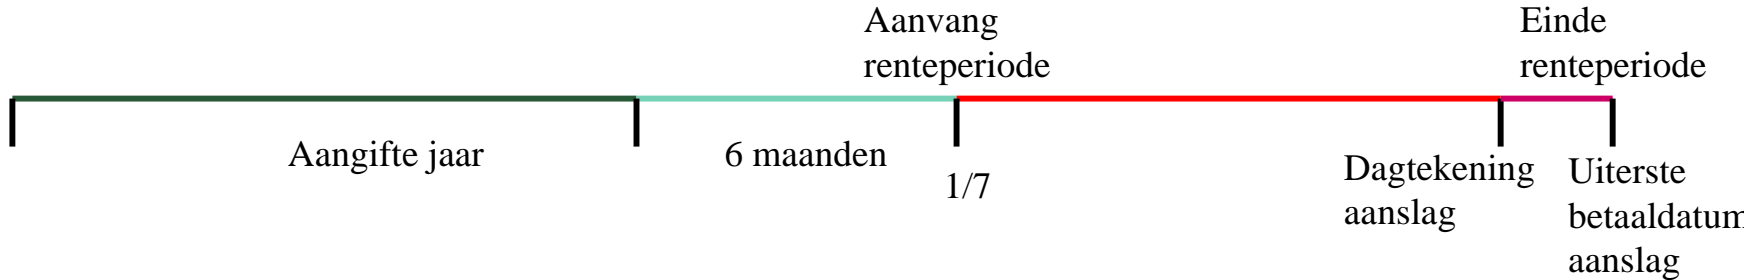 Aanvang
renteperiode
Einde
renteperiode
Aangifte jaar
6 maanden
1/7
Dagtekening
aanslag
Uiterste
betaaldatum
aanslag